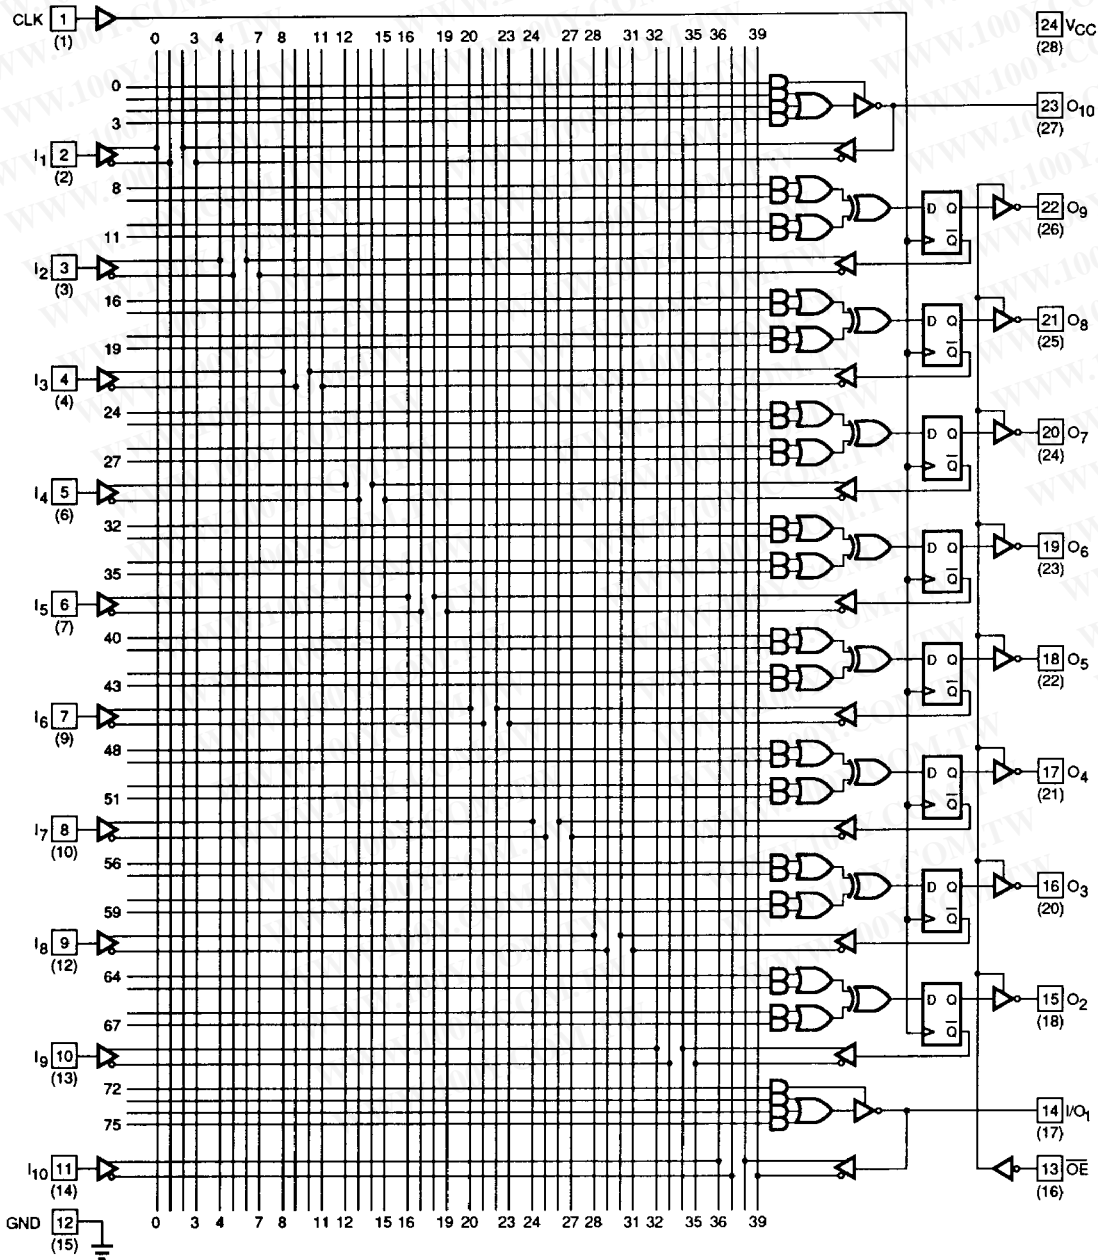 CLK 1 (1)
0 3 4 7 8 11 12 15 16 19 20 23 24 27 28 31 32 35 36 39
24 VCC (28)
0
3
23 O10 (27)
I1 2 (2)
8
11
D Q Q̅
22 O9 (26)
I2 3 (3)
16
19
D Q Q̅
21 O8 (25)
I3 4 (4)
24
27
D Q Q̅
20 O7 (24)
I4 5 (6)
32
35
D Q Q̅
19 O6 (23)
I5 6 (7)
40
43
D Q Q̅
18 O5 (22)
I6 7 (9)
48
51
D Q Q̅
17 O4 (21)
I7 8 (10)
56
59
D Q Q̅
16 O3 (20)
I8 9 (12)
64
67
D Q Q̅
15 O2 (18)
I9 10 (13)
72
75
14 I/O1 (17)
I10 11 (14)
13 O̅E̅ (16)
0 3 4 7 8 11 12 15 16 19 20 23 24 27 28 31 32 35 36 39
GND 12 (15)
WWW.100Y.COM.TW